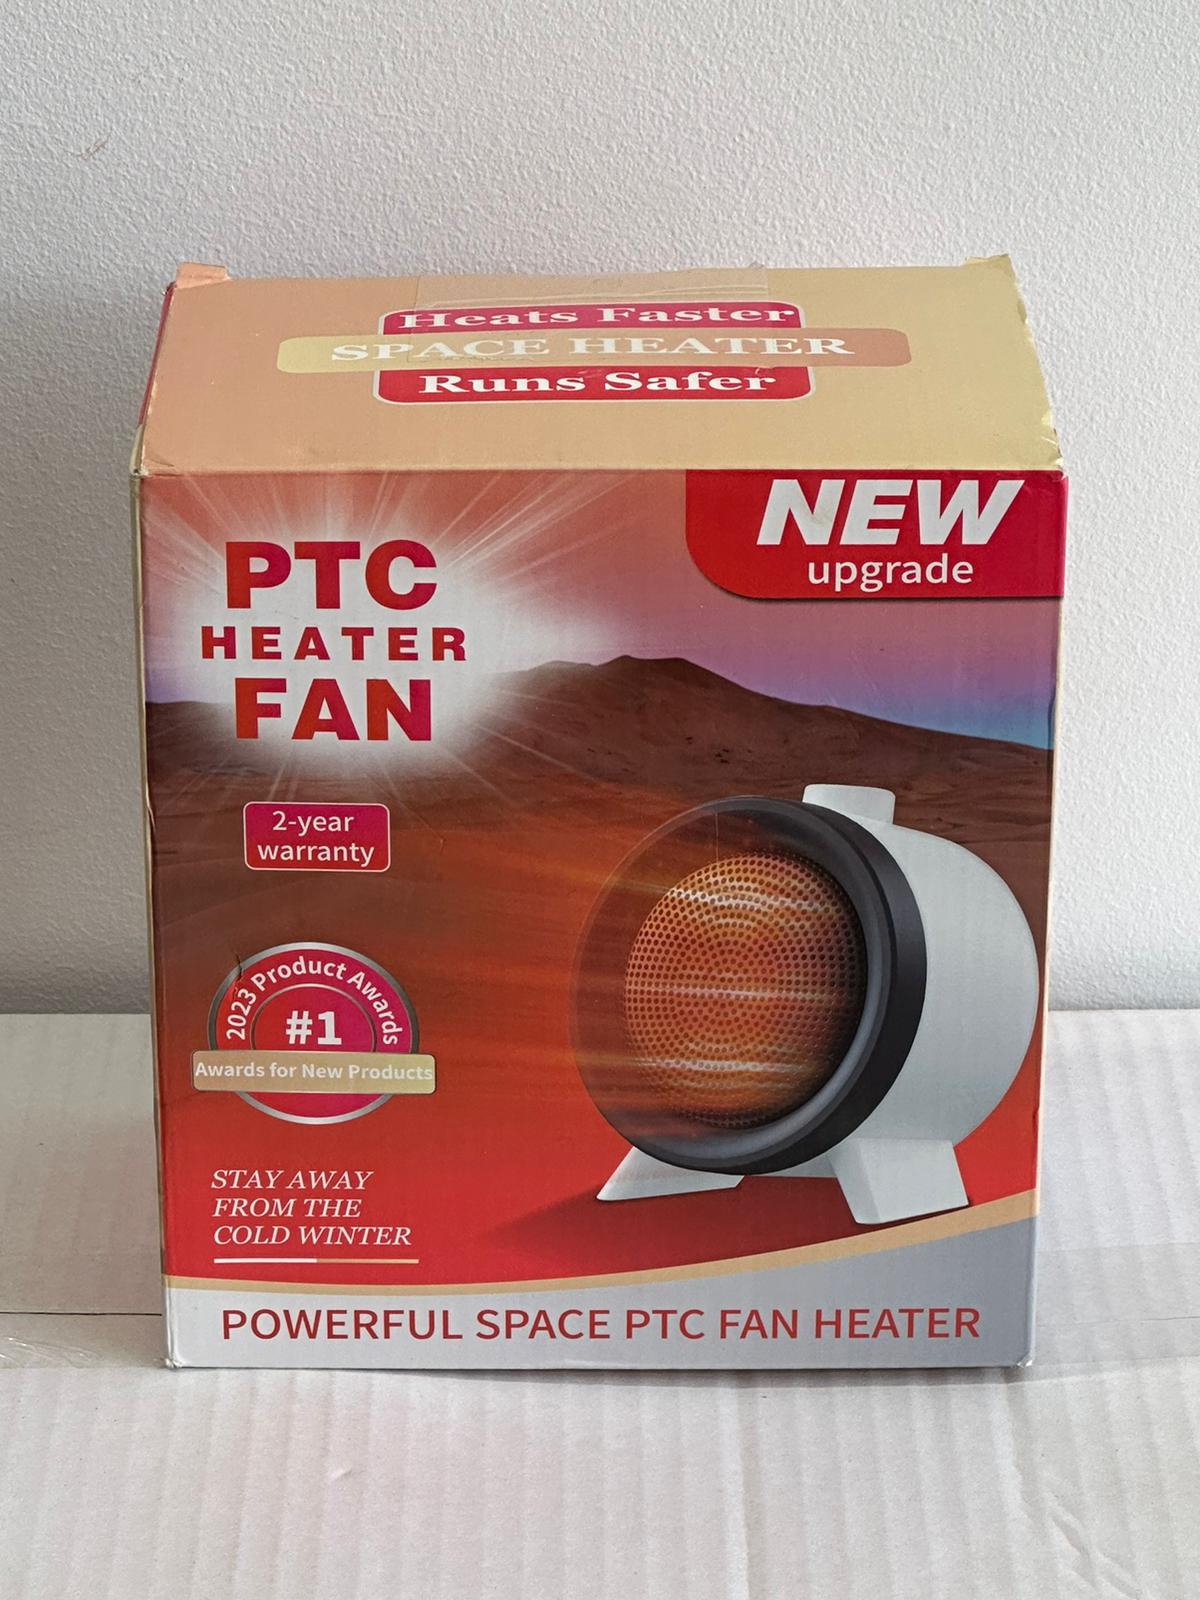 Heats Faster
SPACE HEATER
Runs Safer
NEW
upgrade
PTC
HEATER
FAN
2-year
warranty
2023 Product Awards
#1
Awards for New Products
STAY AWAY
FROM THE
COLD WINTER
POWERFUL SPACE PTC FAN HEATER